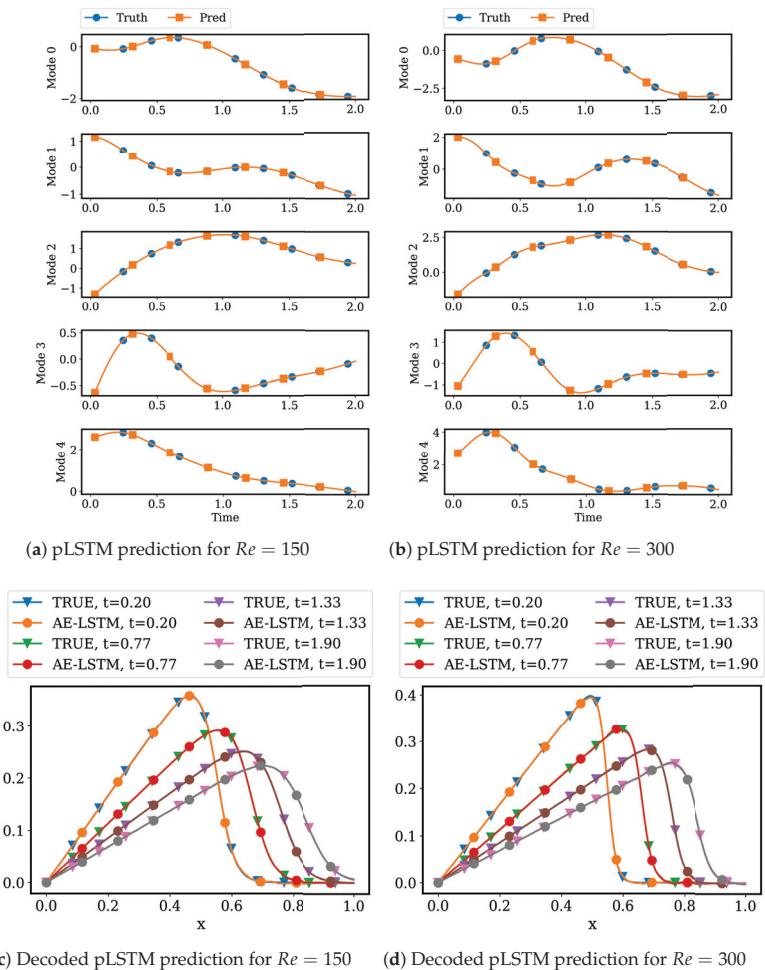 Truth Pred
Mode 0
0
−2
0.0 0.5 1.0 1.5 2.0
Mode 1
1
0
−1
0.0 0.5 1.0 1.5 2.0
Mode 2
1
0
−1
0.0 0.5 1.0 1.5 2.0
Mode 3
0.5
0.0
−0.5
0.0 0.5 1.0 1.5 2.0
Mode 4
2
0
0.0 0.5 1.0 1.5 2.0
Time
(a) pLSTM prediction for Re = 150
Truth Pred
Mode 0
0.0
−2.5
0.0 0.5 1.0 1.5 2.0
Mode 1
2
0
0.0 0.5 1.0 1.5 2.0
Mode 2
2.5
0.0
0.0 0.5 1.0 1.5 2.0
Mode 3
1
0
−1
0.0 0.5 1.0 1.5 2.0
Mode 4
4
2
0.0 0.5 1.0 1.5 2.0
Time
(b) pLSTM prediction for Re = 300
TRUE, t=0.20 TRUE, t=1.33
AE-LSTM, t=0.20 AE-LSTM, t=1.33
TRUE, t=0.77 TRUE, t=1.90
AE-LSTM, t=0.77 AE-LSTM, t=1.90
0.3
0.2
0.1
0.0
0.0 0.2 0.4 0.6 0.8 1.0
x
c) Decoded pLSTM prediction for Re = 150
TRUE, t=0.20 TRUE, t=1.33
AE-LSTM, t=0.20 AE-LSTM, t=1.33
TRUE, t=0.77 TRUE, t=1.90
AE-LSTM, t=0.77 AE-LSTM, t=1.90
0.4
0.3
0.2
0.1
0.0
0.0 0.2 0.4 0.6 0.8 1.0
x
(d) Decoded pLSTM prediction for Re = 300